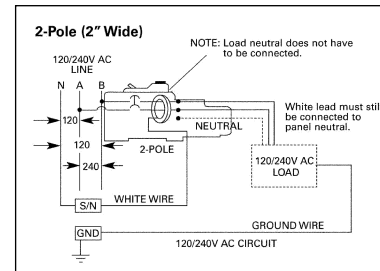 2-Pole (2" Wide)
NOTE: Load neutral does not have
to be connected.
120/240V AC
LINE
N A B
120
120
240
NEUTRAL
2-POLE
White lead must still
be connected to
panel neutral.
120/240V AC
LOAD
S/N
WHITE WIRE
GND
GROUND WIRE
120/240V AC CIRCUIT